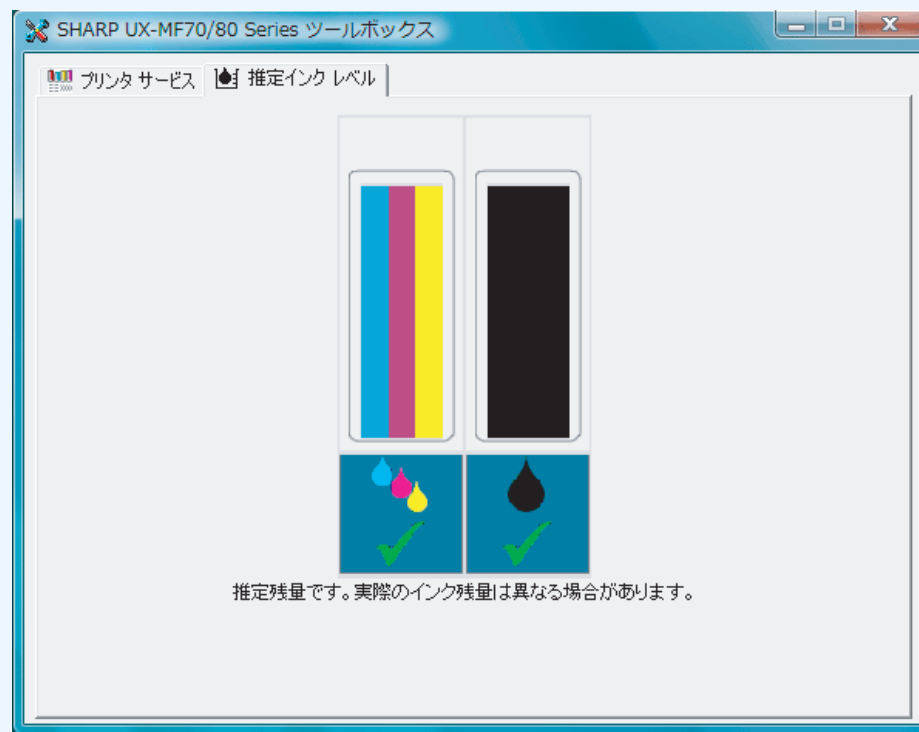 SHARP UX-MF70/80 Series ツールボックス
プリンタ サービス 推定インク レベル
推定残量です。実際のインク残量は異なる場合があります。